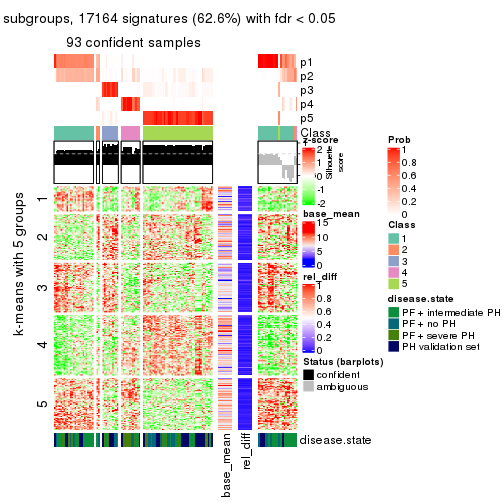 subgroups, 17164 signatures (62.6%) with fdr < 0.05
93 confident samples
p1
p2
p3
p4
p5
Class
Silhouette
score
k-means with 5 groups
1
2
3
4
5
base_mean
rel_diff
disease.state
z-score
2
1
0
-1
-2
base_mean
15
10
5
0
rel_diff
1
0.8
0.6
0.4
0.2
0
Status (barplots)
confident
ambiguous
Prob
1
0.8
0.6
0.4
0.2
0
Class
1
2
3
4
5
disease.state
PF + intermediate PH
PF + no PH
PF + severe PH
PH validation set